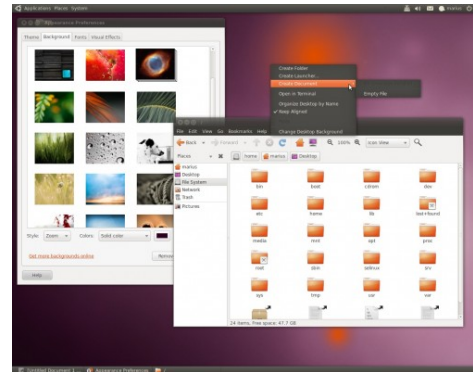 Applications Places System
marius
Appearance Preferences
Theme Background Fonts Visual Effects
Style: Zoom Colors: Solid color
Get more backgrounds online
Remove
Help
Create Folder
Create Launcher...
Create Document
Empty File
Open in Terminal
Organize Desktop by Name
Keep Aligned
Change Desktop Background
File Edit View Go Bookmarks Help
Back Forward 100% Icon View
Places
home marius Desktop
marius
Desktop
File System
Network
Trash
Pictures
bin boot cdrom dev
etc home lib lost+found
media mnt opt proc
root sbin selinux srv
sys tmp usr var
24 items, Free space: 47.7 GB
Untitled Document 1 ... Appearance Preferences